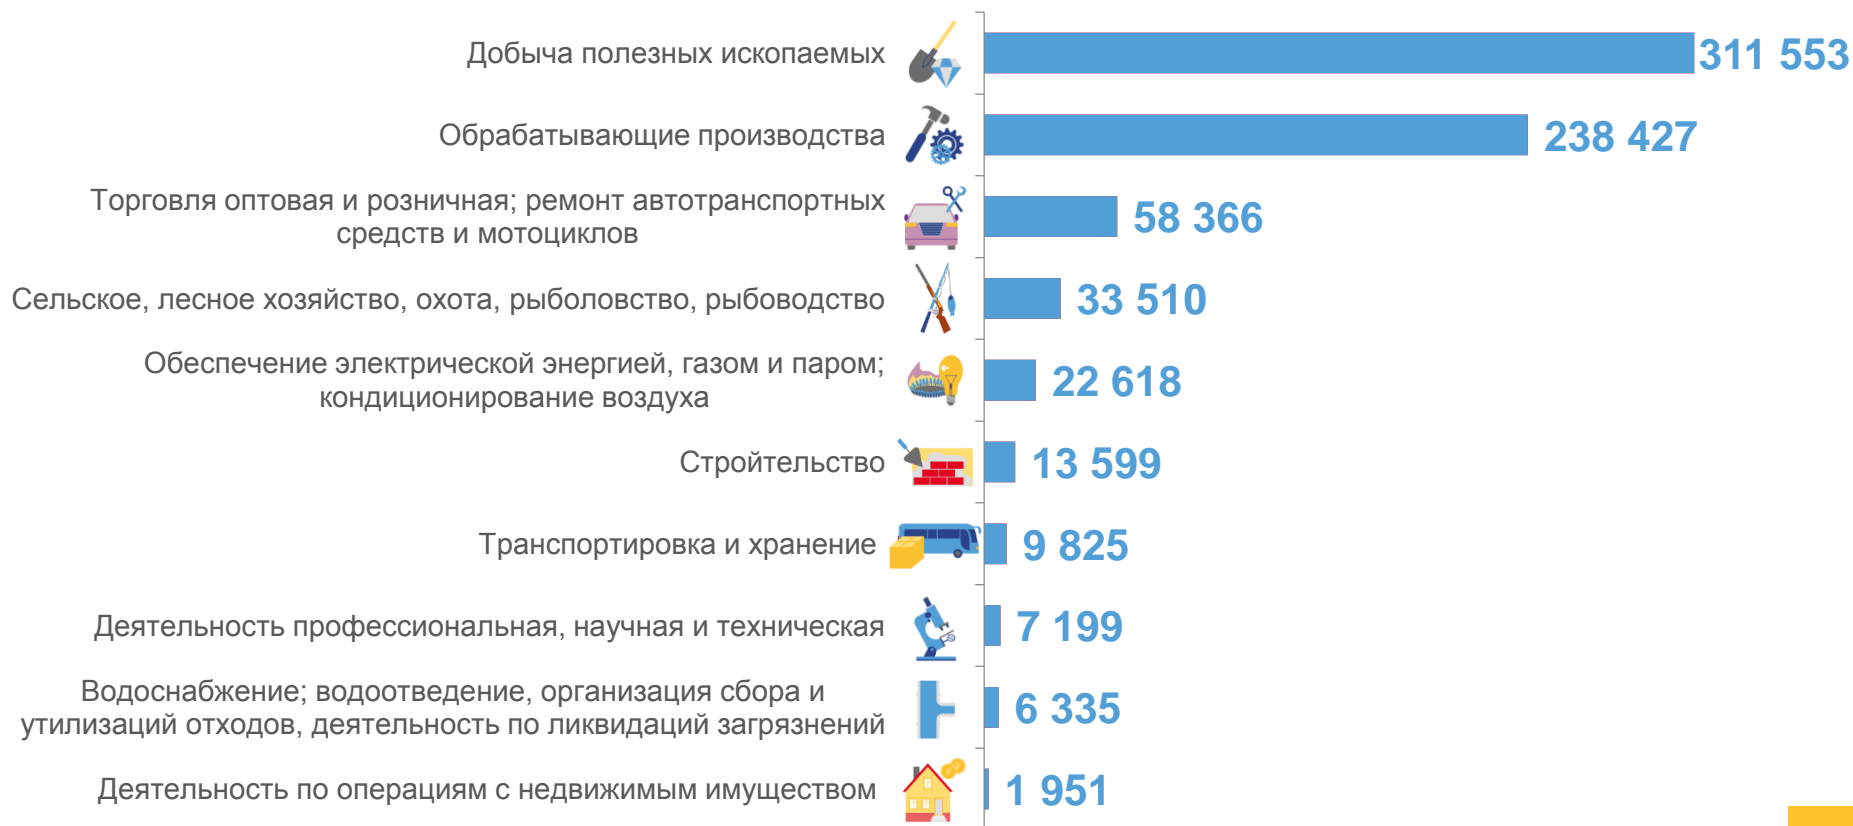 Добыча полезных ископаемых
311 553
Обрабатывающие производства
238 427
Торговля оптовая и розничная; ремонт автотранспортных
средств и мотоциклов
58 366
Сельское, лесное хозяйство, охота, рыболовство, рыбоводство
33 510
Обеспечение электрической энергией, газом и паром;
кондиционирование воздуха
22 618
Стройтельство
13 599
Транспортировка и хранение
9 825
Деятельность профессиональная, научная и техническая
7 199
Водоснабжение; водоотведение, организация сбора и
утилизаций отходов, деятельность по ликвидаций загрязнений
6 335
Деятельность по операциям с недвижимым имуществом
1 951